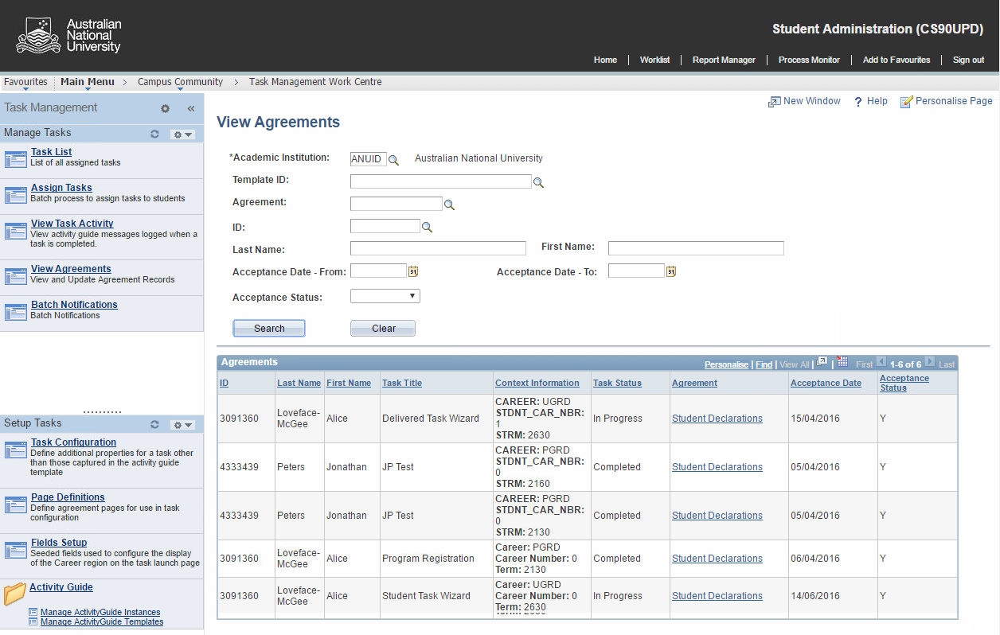 Australian
National
University
Student Administration (CS90UPD)
Home | Worklist | Report Manager | Process Monitor | Add to Favourites | Sign out
Favourites Main Menu > Campus Community > Task Management Work Centre
New Window ? Help Personalise Page
Task Management «
Manage Tasks
Task List
List of all assigned tasks
Assign Tasks
Batch process to assign tasks to students
View Task Activity
View activity guide messages logged when a
task is completed.
View Agreements
View and Update Agreement Records
Batch Notifications
Batch Notifications
Setup Tasks
Task Configuration
Define additional properties for a task other
than those captured in the activity guide
template
Page Definitions
Define agreement pages for use in task
configuration
Fields Setup
Seeded fields used to configure the display
of the Career region on the task launch page
Activity Guide
Manage ActivityGuide Instances
Manage ActivityGuide Templates
View Agreements
*Academic Institution: ANUID Australian National University
Template ID:
Agreement:
ID:
Last Name: First Name:
Acceptance Date - From: 31 Acceptance Date - To: 31
Acceptance Status:
Search Clear
Agreements Personalise | Find | View All | | First 1-6 of 6 Last
ID Last Name First Name Task Title Context Information Task Status Agreement Acceptance Date Acceptance
Status
3091360 Loveface-
McGee Alice Delivered Task Wizard CAREER: UGRD
STDNT_CAR_NBR:
1
STRM: 2630 In Progress Student Declarations 15/04/2016 Y
4333439 Peters Jonathan JP Test CAREER: PGRD
STDNT_CAR_NBR:
0
STRM: 2160 Completed Student Declarations 05/04/2016 Y
4333439 Peters Jonathan JP Test CAREER: PGRD
STDNT_CAR_NBR:
0
STRM: 2130 Completed Student Declarations 05/04/2016 Y
3091360 Loveface-
McGee Alice Program Registration Career: PGRD
Career Number: 0
Term: 2130 Completed Student Declarations 06/04/2016 Y
3091360 Loveface-
McGee Alice Student Task Wizard Career: UGRD
Career Number: 0
Term: 2630 In Progress Student Declarations 14/06/2016 Y